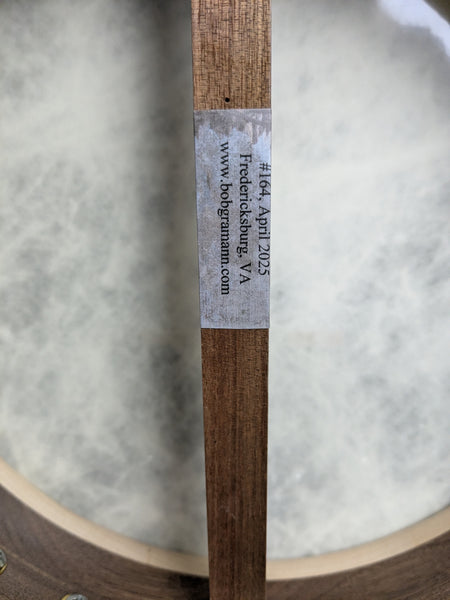 #164, April 2025
Fredericksburg, VA
www.bobgramann.com